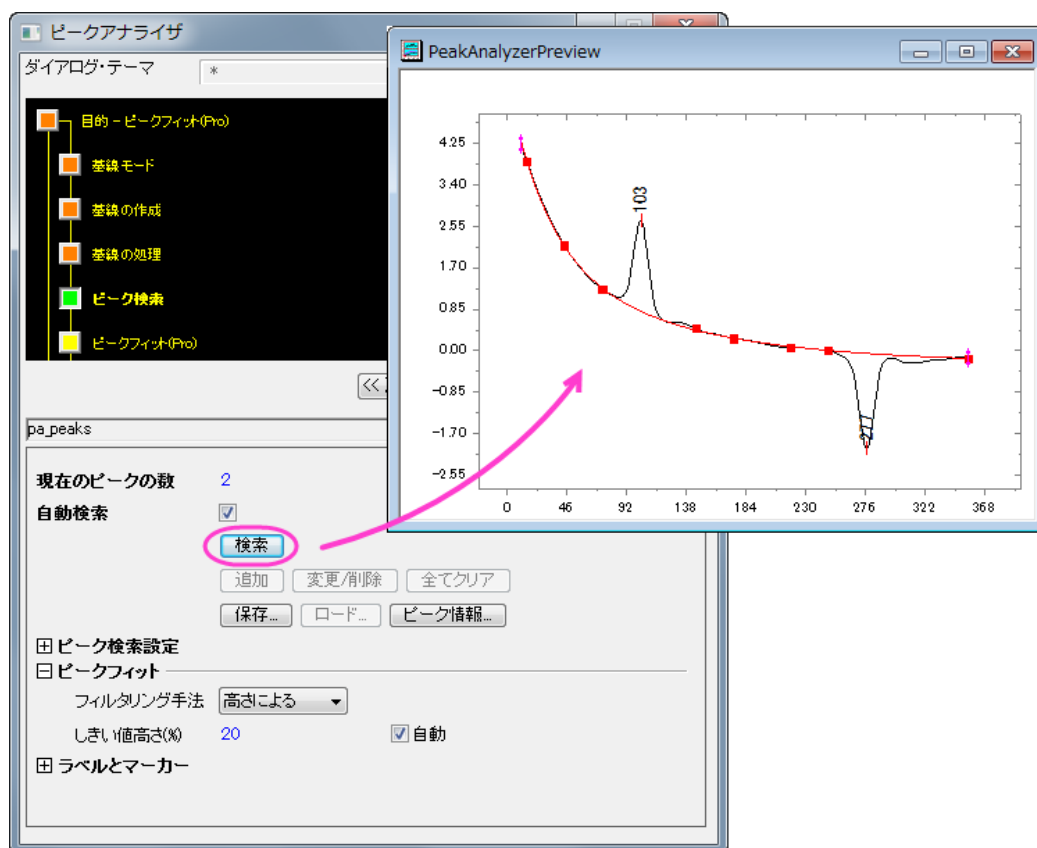 ピークアナライザ
ダイアログ・テーマ *
目的 - ピークフィット(Pro)
基線モード
基線の作成
基線の処理
ピーク検索
ピークフィット(Pro)
<<
pa_peaks
現在のピークの数 2
自動検索
検索
追加 変更/削除 全てクリア
保存... ロード... ピーク情報...
ピーク検索設定
ピークフィット
フィルタリング手法 高さによる
しきい値高さ(%) 20 自動
ラベルとマーカー
PeakAnalyzerPreview
4.25
3.40
2.55
1.70
0.85
0.00
-0.85
-1.70
-2.55
103
277
0 46 92 138 184 230 276 322 368